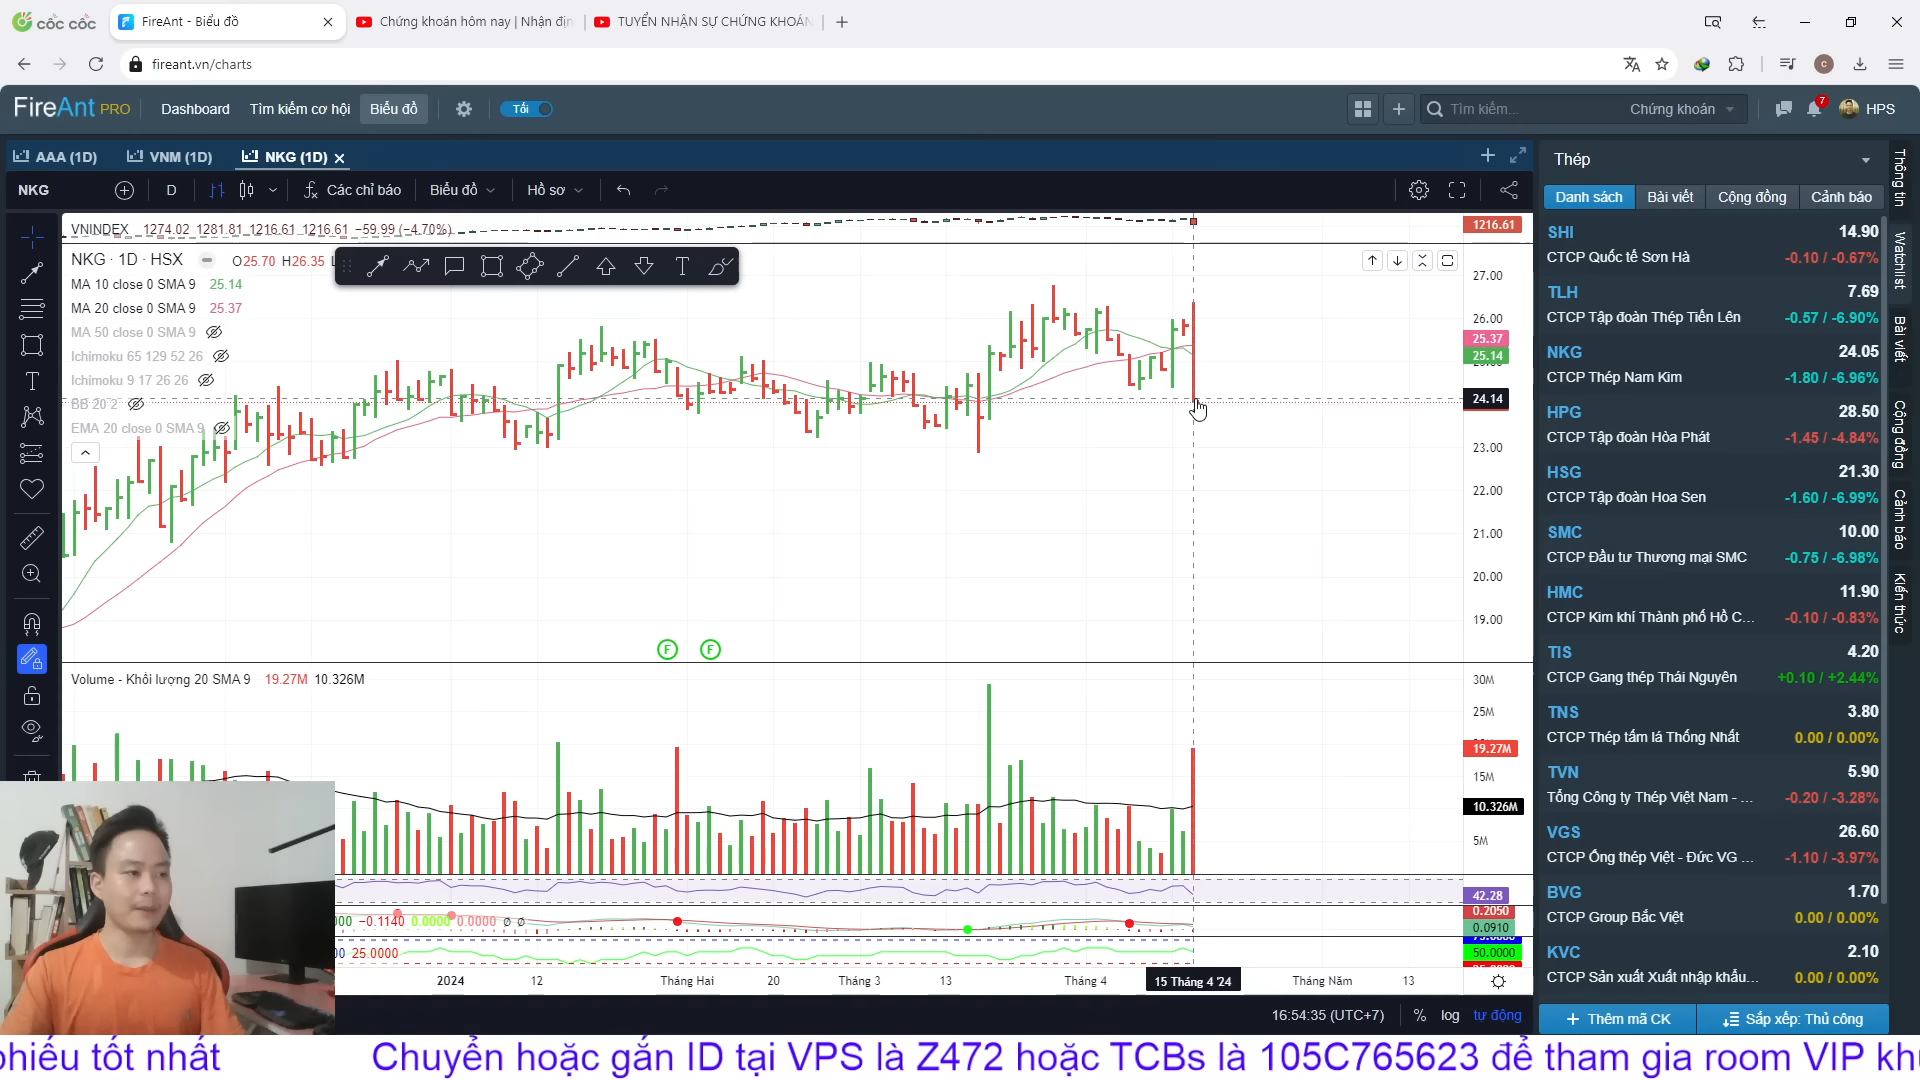 cốc cốc
FireAnt - Biểu đồ
Chứng khoán hôm nay | Nhận địn
TUYỂN NHẬN SỰ CHỨNG KHOÁN
fireant.vn/charts
FireAnt PRO
Dashboard
Tìm kiếm cơ hội
Biểu đồ
Tối
Tìm kiếm...
Chứng khoán
7
HPS
AAA (1D)
VNM (1D)
NKG (1D)
NKG
D
Các chỉ báo
Biểu đồ
Hồ sơ
VNINDEX 1274.02 1281.81 1216.61 1216.61 −59.99 (−4.70%)
1216.61
NKG · 1D · HSX O25.70 H26.35
MA 10 close 0 SMA 9 25.14
MA 20 close 0 SMA 9 25.37
MA 50 close 0 SMA 9
Ichimoku 65 129 52 26
Ichimoku 9 17 26 26
BB 20 2
EMA 20 close 0 SMA 9
27.00
26.00
25.37
25.14
24.14
23.00
22.00
21.00
20.00
19.00
F F
Volume - Khối lượng 20 SMA 9 19.27M 10.326M
30M
25M
19.27M
15M
10.326M
5M
42.28
−0.1140 0.0000 0.0000 ø ø
0.2050
0.0910
25.0000
50.0000
2024 12 Tháng Hai 20 Tháng 3 13 Tháng 4 15 Tháng 4 '24 Tháng Năm 13
16:54:35 (UTC+7) % log tự động
Thép
Danh sách
Bài viết
Cộng đồng
Cảnh báo
SHI 14.90
CTCP Quốc tế Sơn Hà -0.10 / -0.67%
TLH 7.69
CTCP Tập đoàn Thép Tiến Lên -0.57 / -6.90%
NKG 24.05
CTCP Thép Nam Kim -1.80 / -6.96%
HPG 28.50
CTCP Tập đoàn Hòa Phát -1.45 / -4.84%
HSG 21.30
CTCP Tập đoàn Hoa Sen -1.60 / -6.99%
SMC 10.00
CTCP Đầu tư Thương mại SMC -0.75 / -6.98%
HMC 11.90
CTCP Kim khí Thành phố Hồ C... -0.10 / -0.83%
TIS 4.20
CTCP Gang thép Thái Nguyên +0.10 / +2.44%
TNS 3.80
CTCP Thép tấm lá Thống Nhất 0.00 / 0.00%
TVN 5.90
Tổng Công ty Thép Việt Nam - ... -0.20 / -3.28%
VGS 26.60
CTCP Ống thép Việt - Đức VG ... -1.10 / -3.97%
BVG 1.70
CTCP Group Bắc Việt 0.00 / 0.00%
KVC 2.10
CTCP Sản xuất Xuất nhập khẩu... 0.00 / 0.00%
Thêm mã CK
Sắp xếp: Thủ công
Thông tin
Watchlist
Bài viết
Cộng đồng
Cảnh báo
Kiến thức
phiếu tốt nhất Chuyển hoặc gắn ID tại VPS là Z472 hoặc TCBs là 105C765623 để tham gia room VIP kh